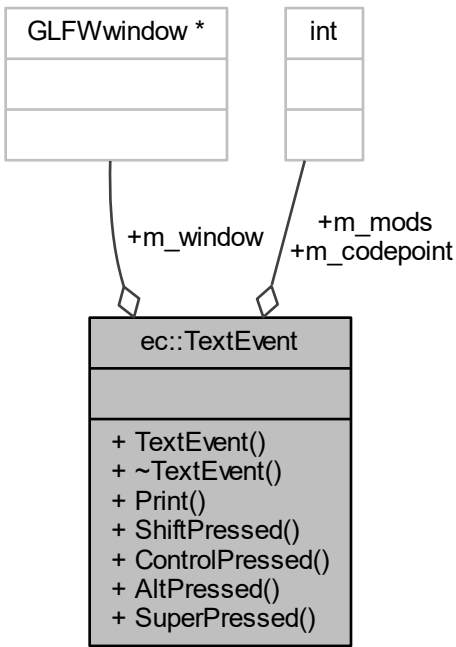 GLFWwindow *
int
+m_window
+m_mods
+m_codepoint
ec::TextEvent
+ TextEvent()
+ ~TextEvent()
+ Print()
+ ShiftPressed()
+ ControlPressed()
+ AltPressed()
+ SuperPressed()